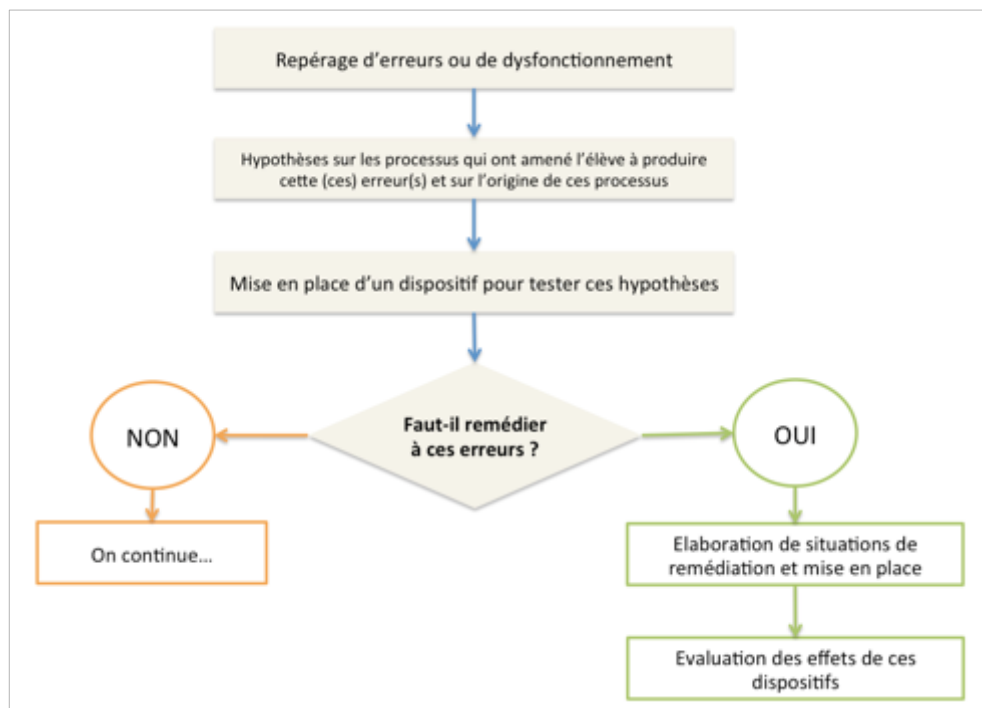 Repérage d’erreurs ou de dysfonctionnement
Hypothèses sur les processus qui ont amené l’élève à produire
cette (ces) erreur(s) et sur l’origine de ces processus
Mise en place d’un dispositif pour tester ces hypothèses
Faut-il remédier
à ces erreurs ?
NON
OUI
On continue…
Elaboration de situations de
remédiation et mise en place
Evaluation des effets de ces
dispositifs